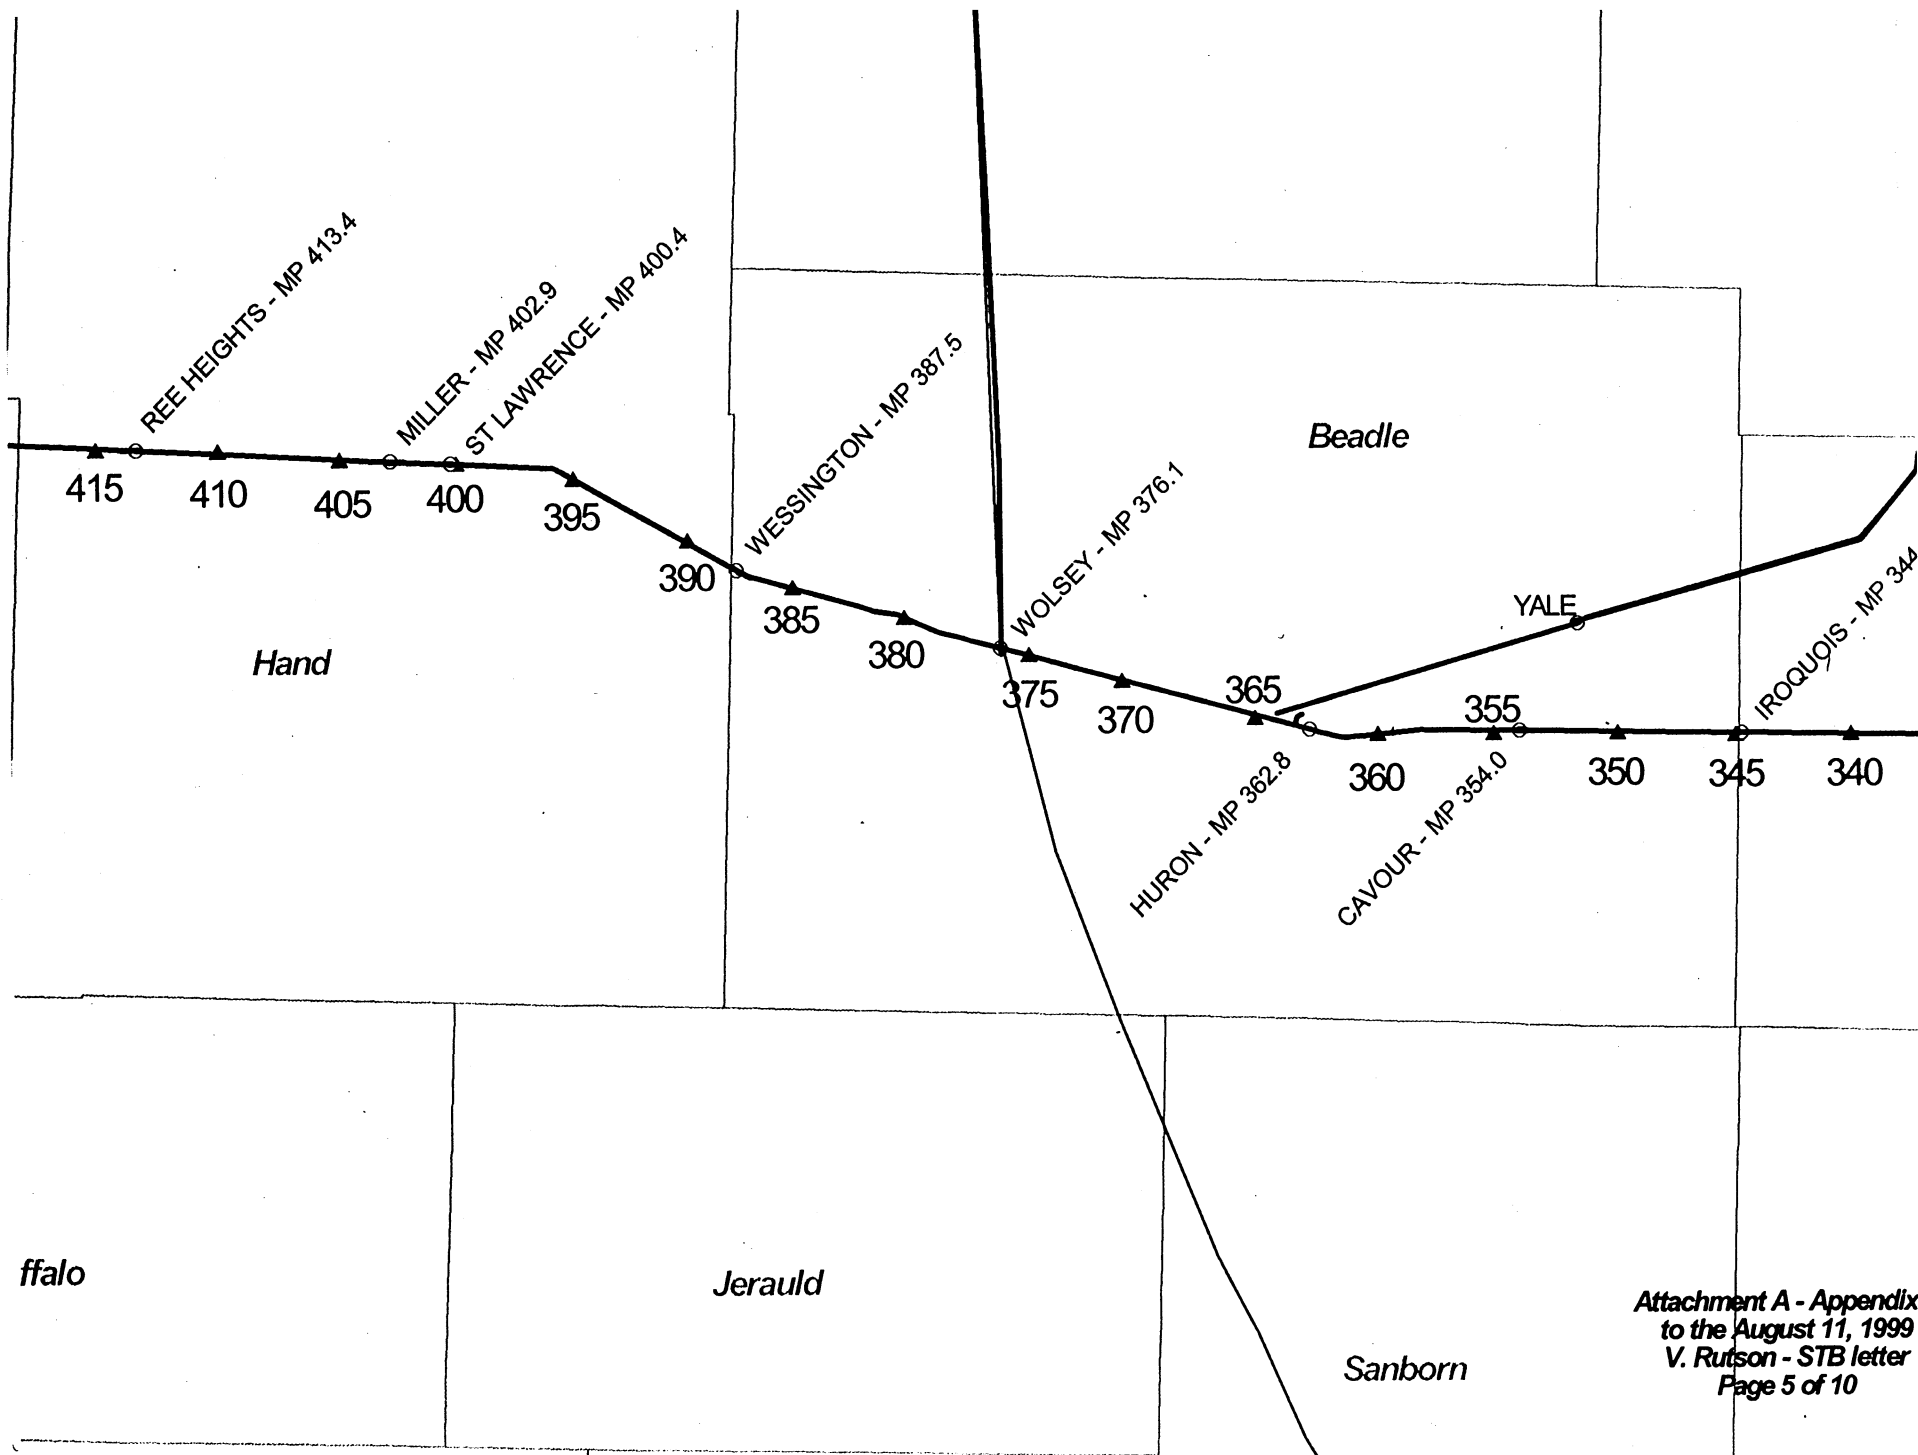 REE HEIGHTS - MP 413.4
MILLER - MP 402.9
ST LAWRENCE - MP 400.4
WESSINGTON - MP 387.5
WOLSEY - MP 376.1
Beadle
415
410
405
400
395
390
385
380
375
370
365
YALE
355
IROQUOIS - MP 344
360
350
345
340
HURON - MP 362.8
CAVOUR - MP 354.0
Hand
ffalo
Jerauld
Sanborn
Attachment A - Appendix
to the August 11, 1999
V. Rutson - STB letter
Page 5 of 10